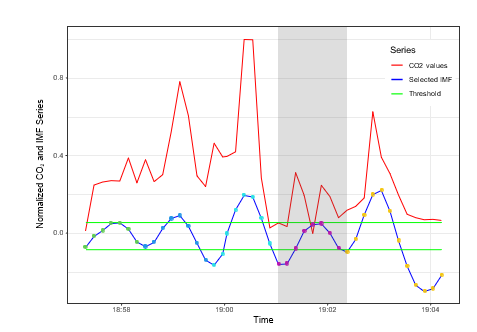 Normalized CO₂ and IMF Series
0.8
0.4
0.0
18:58
19:00
19:02
19:04
Time
Series
CO2 values
Selected IMF
Threshold